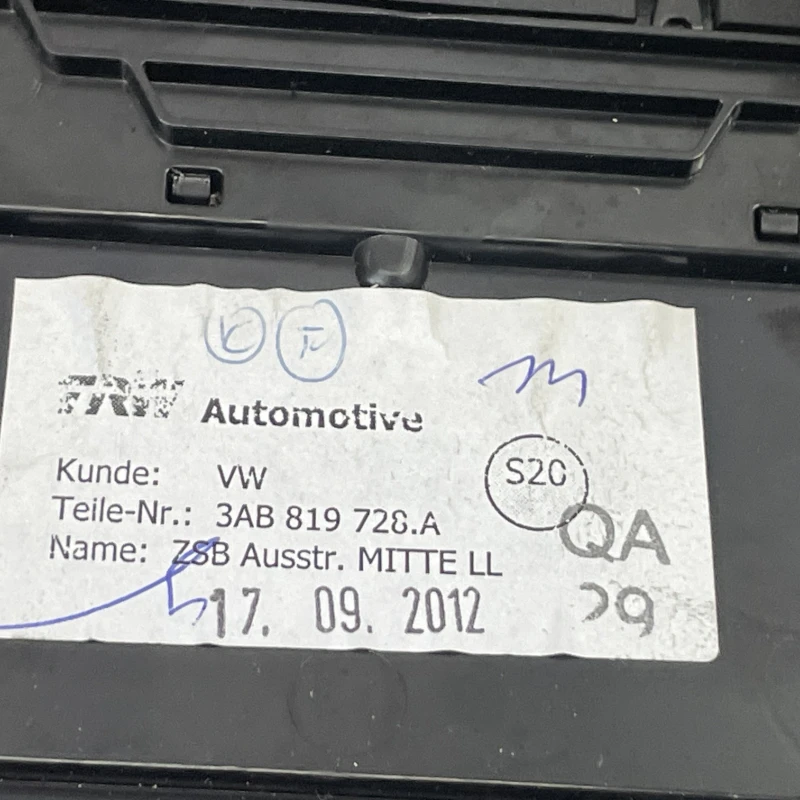 TRW Automotive
Kunde: VW
S20
Teile-Nr.: 3AB 819 728.A
QA
Name: ZSB Ausstr. MITTE LL
17. 09. 2012
29